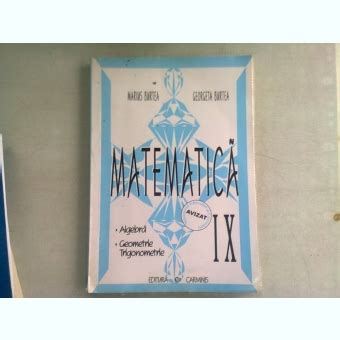 MARIUS BURTEA GEORGETA BURTEA
MATEMATICĂ
AVIZAT
IX
• Algebră
• Geometrie
Trigonometrie
EDITURA CARMINIS